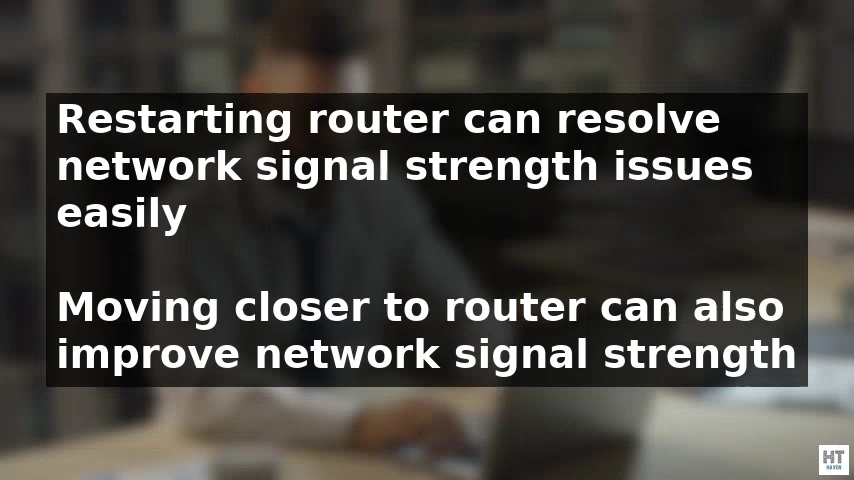 Restarting router can resolve
network signal strength issues
easily
Moving closer to router can also
improve network signal strength
HT
HAVEN